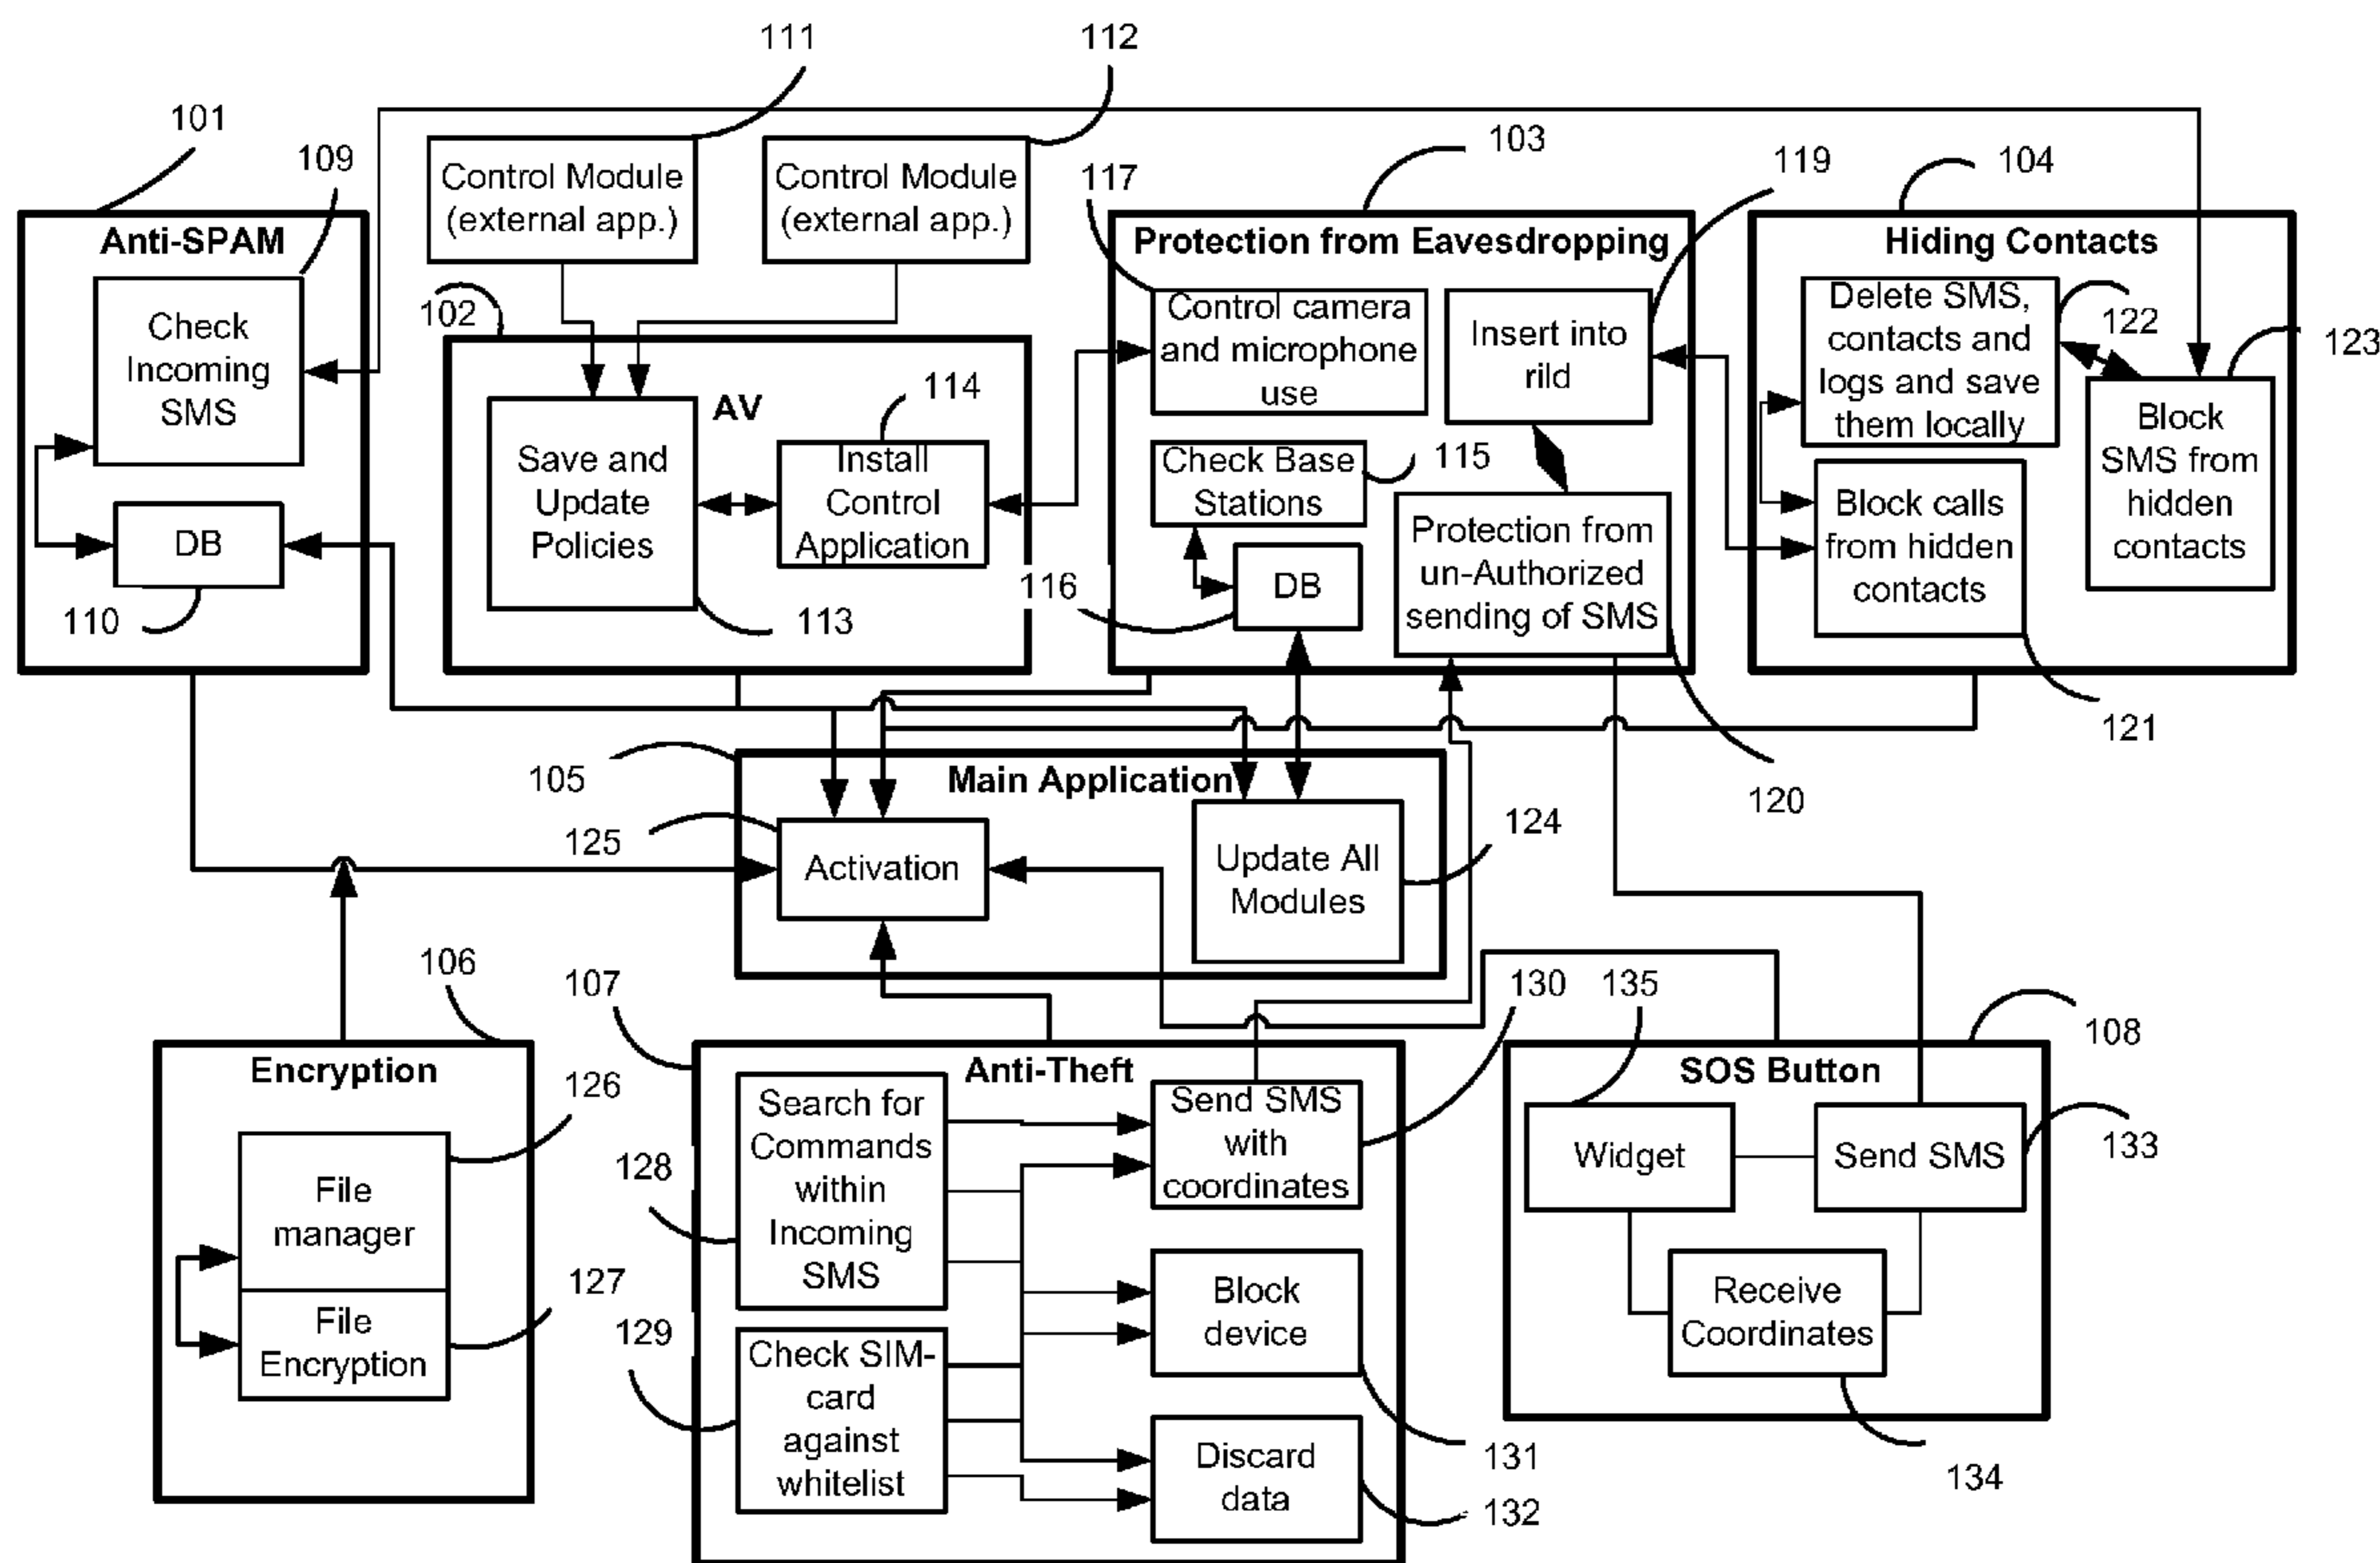 111
112
101
109
Control Module
(external app.)
Control Module
(external app.)
103
117
119
104
Anti-SPAM
Check
Incoming
SMS
DB
110
102
AV
Save and
Update
Policies
114
Install
Control
Application
113
Protection from Eavesdropping
Control camera
and microphone
use
Insert into
rild
Check Base
Stations
115
116
DB
Protection from
un-Authorized
sending of SMS
Hiding Contacts
Delete SMS,
contacts and
logs and save
them locally
122
123
Block
SMS from
hidden
contacts
Block calls
from hidden
contacts
121
120
105
Main Application
125
Activation
Update All
Modules
124
106
Encryption
126
File
manager
127
File
Encryption
107
Anti-Theft
130
128
Search for
Commands
within
Incoming
SMS
Send SMS
with
coordinates
129
Check SIM-
card
against
whitelist
Block
device
131
Discard
data
132
135
108
SOS Button
Widget
Send SMS
133
Receive
Coordinates
134